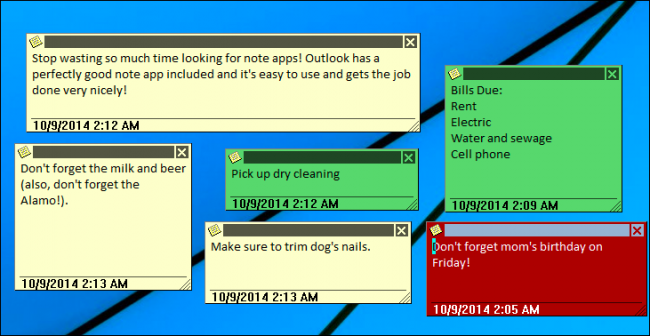 Stop wasting so much time looking for note apps! Outlook has a
perfectly good note app included and it's easy to use and gets the job
done very nicely!
10/9/2014 2:12 AM
Bills Due:
Rent
Electric
Water and sewage
Cell phone
10/9/2014 2:09 AM
Don't forget the milk and beer
(also, don't forget the
Alamo!).
10/9/2014 2:13 AM
Pick up dry cleaning
10/9/2014 2:12 AM
Make sure to trim dog's nails.
10/9/2014 2:13 AM
Don't forget mom's birthday on
Friday!
10/9/2014 2:05 AM